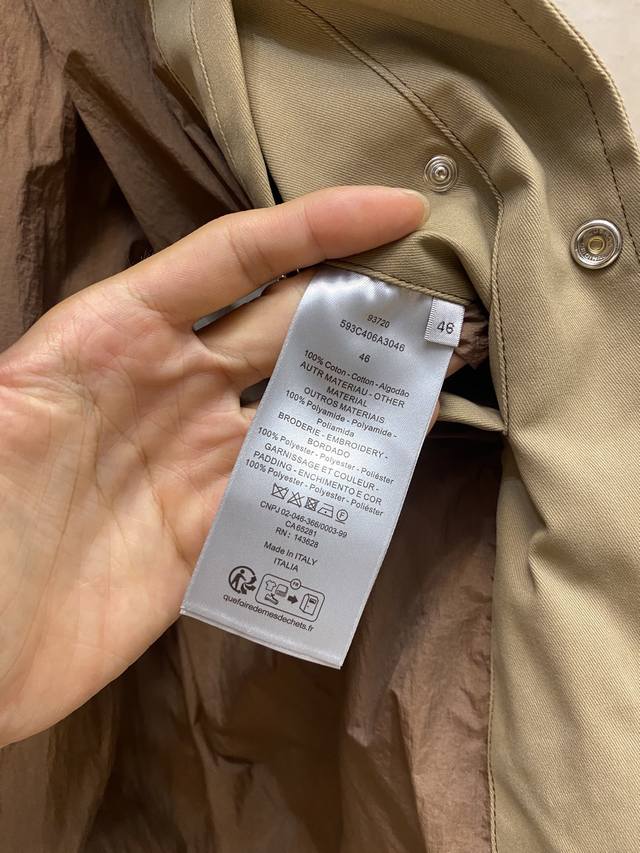 93720
593C406A3046
46
46
100% Coton - Cotton - Algodão
AUTR MATERIAU - OTHER
MATERIAL
OUTROS MATERIAIS
100% Polyamide - Polyamide -
Poliamida
BRODERIE - EMBROIDERY -
BORDADO
100% Polyester - Polyester - Poliéster
GARNISSAGE ET COULEUR -
PADDING - ENCHIMENTO E COR
100% Polyester - Polyester - Poliéster
CNPJ 02-046-366/0003-99
CA65281
RN: 143628
Made in ITALY
ITALIA
FR
quefairedemesdechets.fr